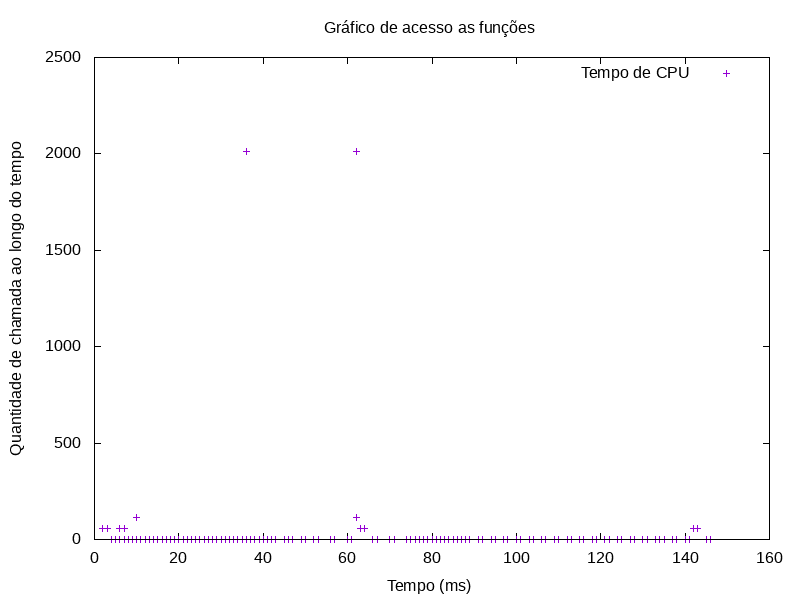 Gráfico de acesso as funções
Tempo de CPU
Quantidade de chamada ao longo do tempo
2500
2000
1500
1000
500
0
0 20 40 60 80 100 120 140 160
Tempo (ms)